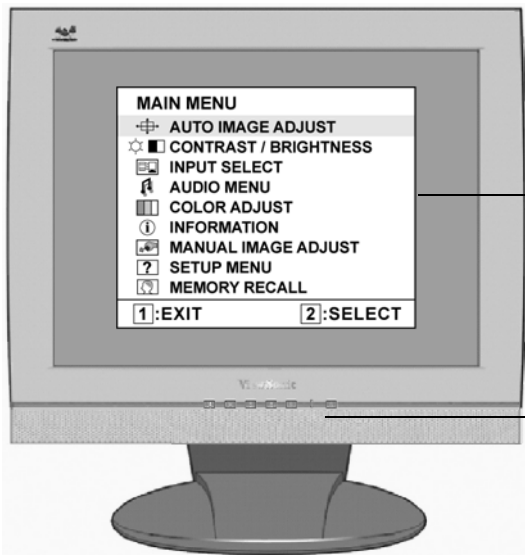 MAIN MENU
AUTO IMAGE ADJUST
CONTRAST / BRIGHTNESS
INPUT SELECT
AUDIO MENU
COLOR ADJUST
INFORMATION
MANUAL IMAGE ADJUST
SETUP MENU
MEMORY RECALL
1:EXIT 2:SELECT
ViewSonic